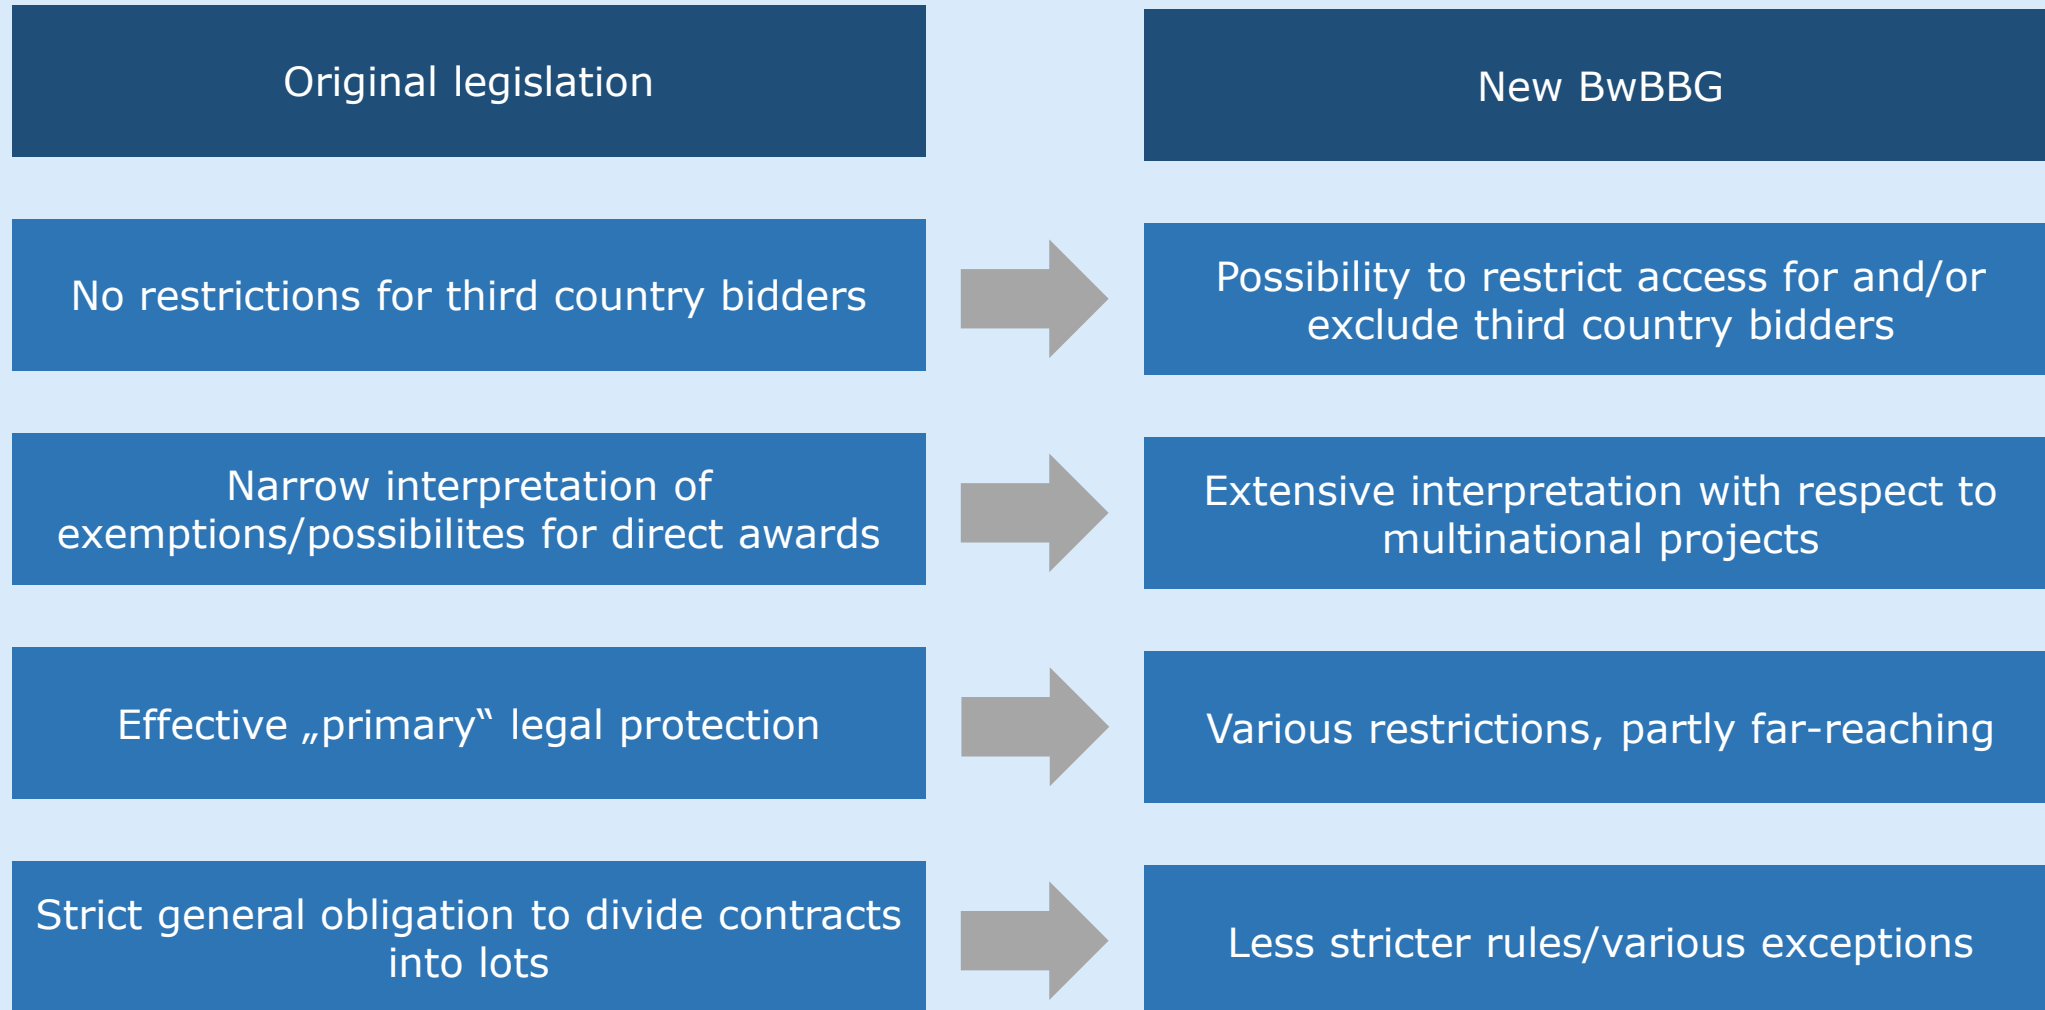 Original legislation
New BwBBG
No restrictions for third country bidders
Possibility to restrict access for and/or
exclude third country bidders
Narrow interpretation of
exemptions/possibilites for direct awards
Extensive interpretation with respect to
multinational projects
Effective „primary“ legal protection
Various restrictions, partly far-reaching
Strict general obligation to divide contracts
into lots
Less stricter rules/various exceptions